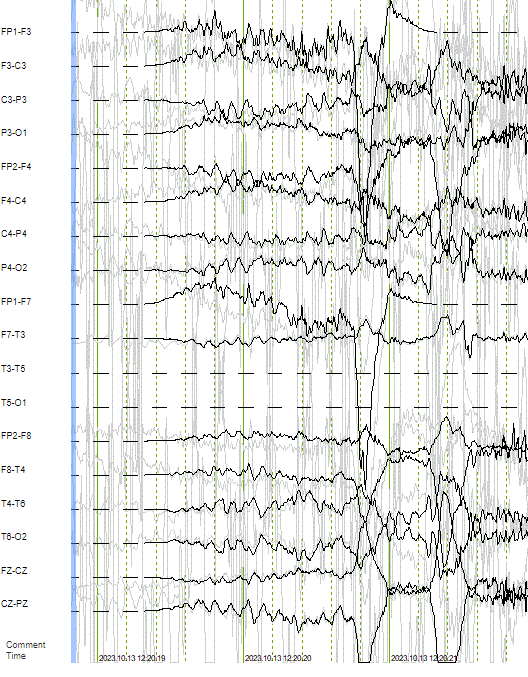 FP1-F3
F3-C3
C3-P3
P3-O1
FP2-F4
F4-C4
C4-P4
P4-O2
FP1-F7
F7-T3
T3-T5
T5-O1
FP2-F8
F8-T4
T4-T6
T6-O2
FZ-CZ
CZ-PZ
Comment
Time 2023.10.13 12:20:19 2023.10.13 12:20:20 2023.10.13 12:20:21